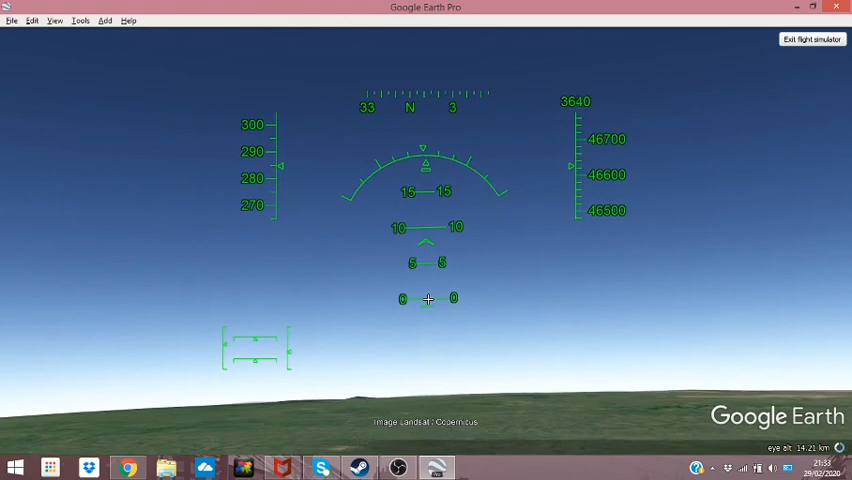 Google Earth Pro
File Edit View Tools Add Help
Exit flight simulator
3640
33 N 3
300
46700
290
280
46600
15 15
270
46500
10 10
5 5
0 0
Image Landsat / Copernicus
Google Earth
eye alt 14.21 km
21:33
29/02/2020